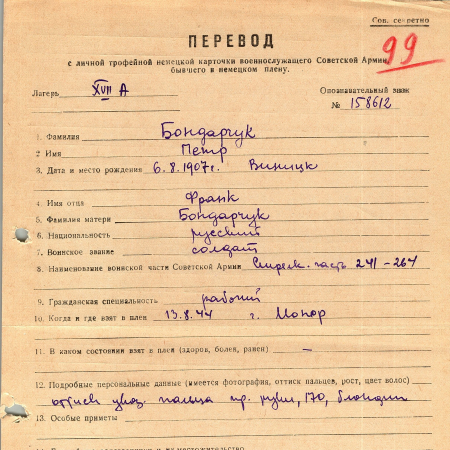 Сов. секретно
ПЕРЕВОД
99
с личной трофейной немецкой карточки военнослужащего Советской Армии,
бывшего в немецком плену.
Лагерь XVII A
Опознавательный знак
№ 158612
1. Фамилия Бондарчук
2. Имя Петр
3. Дата и место рождения 6.8.1907г. Виницк
4. Имя отца Франк
5. Фамилия матери Бондарчук
6. Национальность русский
7. Воинское звание солдат
8. Наименование воинской части Советской Армии Стрелк. часть 241-264
9. Гражданская специальность рабочий
10. Когда и где взят в плен 13.8.44 г.
11. В каком состоянии взят в плен (здоров, болен, ранен) —
12. Подробные персональные данные (имеется фотография, оттиск пальцев, рост, цвет волос)
оттиск указ. пальца пр. руки, 170, блондин
13. Особые приметы